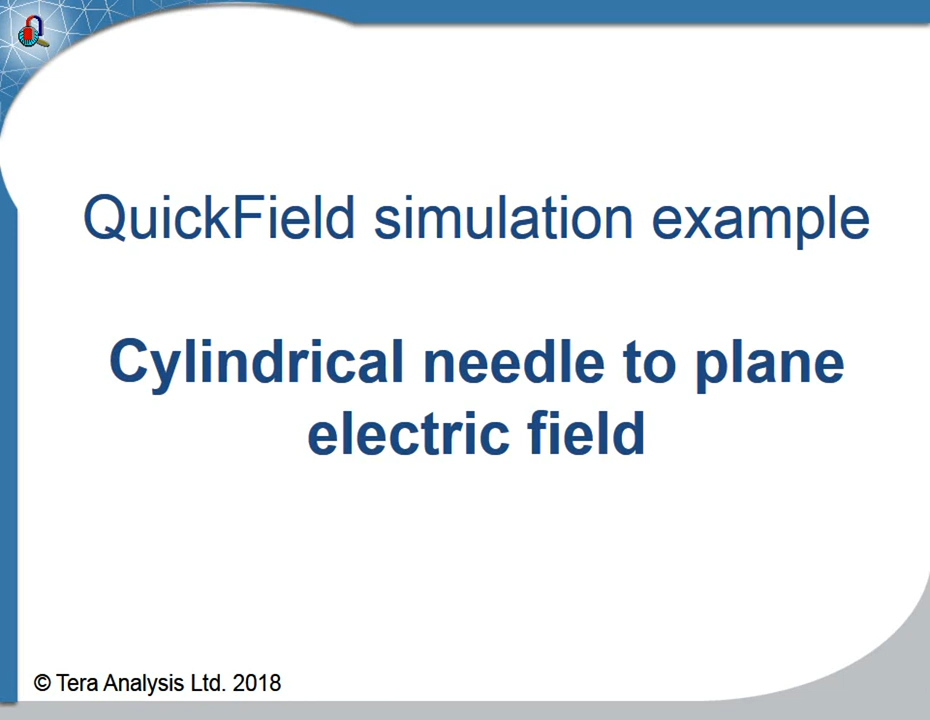 QuickField simulation example
Cylindrical needle to plane
electric field
© Tera Analysis Ltd. 2018